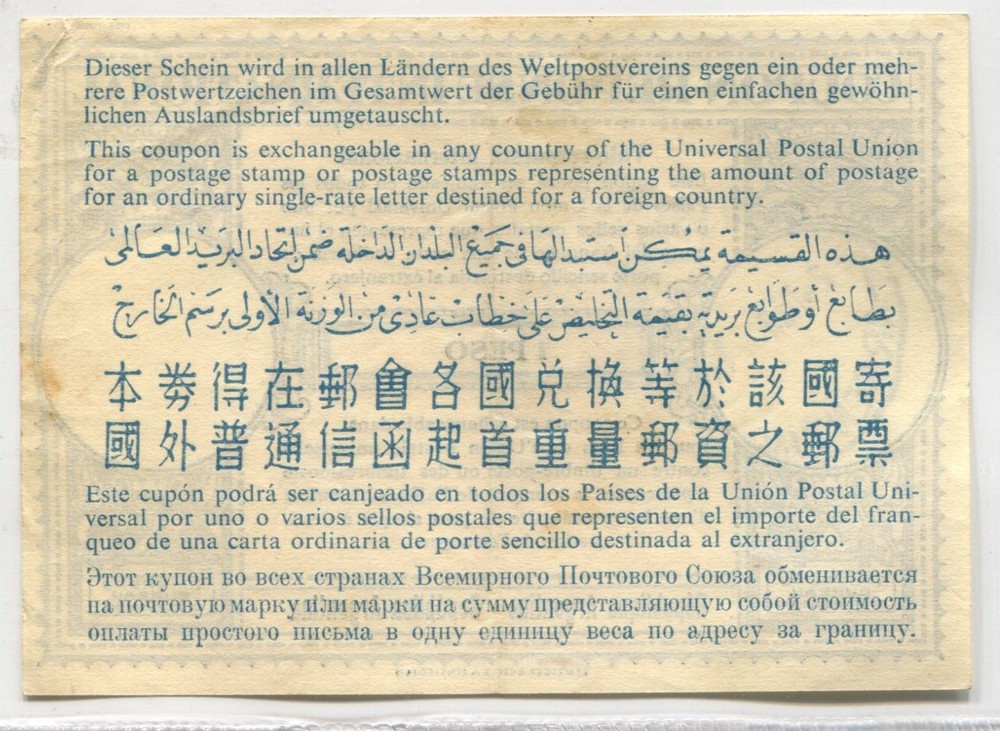 Dieser Schein wird in allen Ländern des Weltpostvereins gegen ein oder meh-
rere Postwertzeichen im Gesamtwert der Gebühr für einen einfachen gewöhn-
lichen Auslandsbrief umgetauscht.
This coupon is exchangeable in any country of the Universal Postal Union
for a postage stamp or postage stamps representing the amount of postage
for an ordinary single-rate letter destined for a foreign country.
هذه القسيمة يمكن استبدالها في جميع البلدان الداخلة ضمن اتحاد البريد العالمى
بطابع أو طوابع بريدية بقيمة التخليص على خطابات عادى من الوزنة الأولى برسم الخارج
本券得在郵會各國兑換等於該國寄
國外普通信函起首重量郵資之郵票
Este cupón podrá ser canjeado en todos los Países de la Unión Postal Uni-
versal por uno o varios sellos postales que representen el importe del fran-
queo de una carta ordinaria de porte sencillo destinada al extranjero.
Этот купон во всех странах Всемирного Почтового Союза обменивается
на почтовую марку или марки на сумму представляющую собой стоимость
оплаты простого письма в одну единицу веса по адресу за границу.